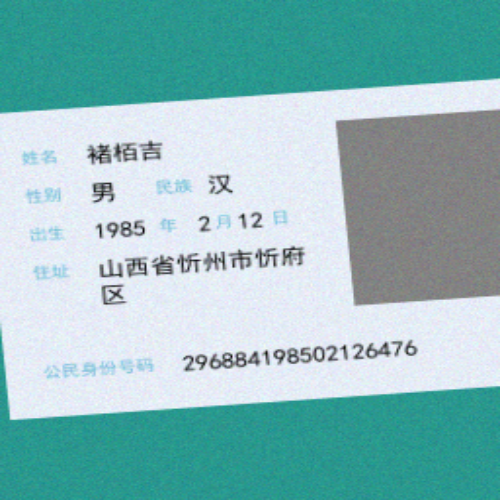 姓名 褚栢吉
性别 男 民族 汉
出生 1985 年 2 月 12 日
住址 山西省忻州市忻府
区
公民身份号码 296884198502126476